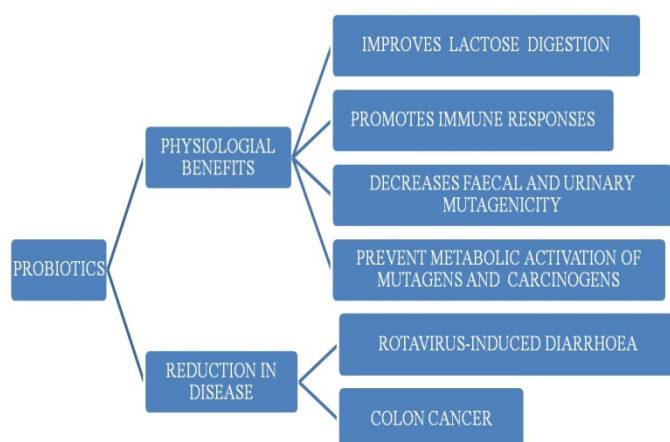 IMPROVES LACTOSE DIGESTION
PROMOTES IMMUNE RESPONSES
PHYSIOLOGIAL
BENEFITS
DECREASES FAECAL AND URINARY
MUTAGENICITY
PREVENT METABOLIC ACTIVATION OF
MUTAGENS AND CARCINOGENS
PROBIOTICS
ROTAVIRUS-INDUCED DIARRHOEA
REDUCTION IN
DISEASE
COLON CANCER